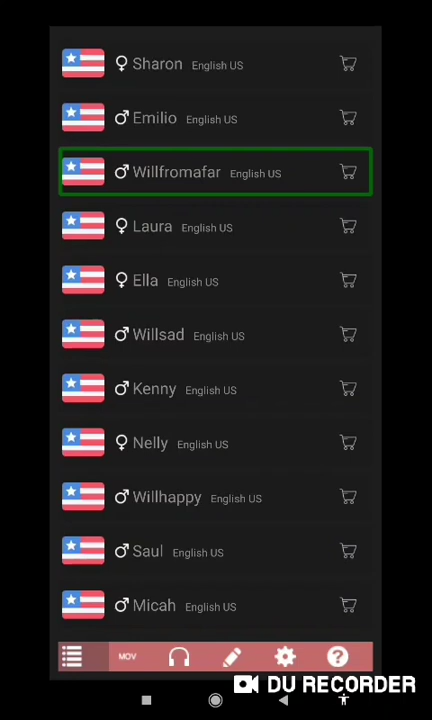 Sharon English US
Emilio English US
Willfromafar English US
Laura English US
Ella English US
Willsad English US
Kenny English US
Nelly English US
Willhappy English US
Saul English US
Micah English US
MOV ?
DU RECORDER